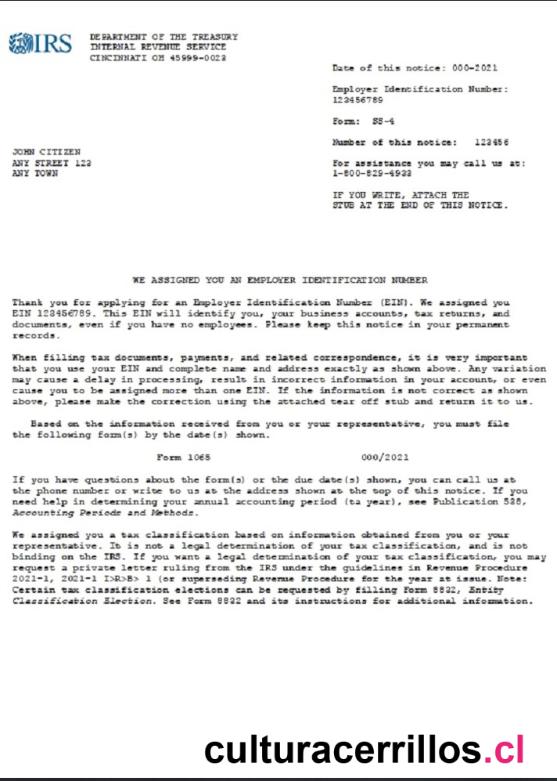 IRS
DEPARTMENT OF THE TREASURY
INTERNAL REVENUE SERVICE
CINCINNATI OH 45999-0023
Date of this notice: 000-2021
Employer Identification Number:
123456789
Form: SS-4
Number of this notice: 123456
For assistance you may call us at:
1-800-829-4933
IF YOU WRITE, ATTACH THE
STUB AT THE END OF THIS NOTICE.
JOHN CITIZEN
ANY STREET 123
ANY TOWN
WE ASSIGNED YOU AN EMPLOYER IDENTIFICATION NUMBER
Thank you for applying for an Employer Identification Number (EIN). We assigned you
EIN 123456789. This EIN will identify you, your business accounts, tax returns, and
documents, even if you have no employees. Please keep this notice in your permanent
records.
When filling tax documents, payments, and related correspondence, it is very important
that you use your EIN and complete name and address exactly as shown above. Any variation
may cause a delay in processing, result in incorrect information in your account, or even
cause you to be assigned more than one EIN. If the information is not correct as shown
above, please make the correction using the attached tear off stub and return it to us.
Based on the information received from you or your representative, you must file
the following form(s) by the date(s) shown.
Form 1065 000/2021
If you have questions about the form(s) or the due date(s) shown, you can call us at
the phone number or write to us at the address shown at the top of this notice. If you
need help in determining your annual accounting period (ta year), see Publication 538,
Accounting Periods and Methods.
We assigned you a tax classification based on information obtained from you or your
representative. It is not a legal determination of your tax classification, and is not
binding on the IRS. If you want a legal determination of your tax classification, you may
request a private letter ruling from the IRS under the guidelines in Revenue Procedure
2021-1, 2021-1 I>R>B> 1 (or superseding Revenue Procedure for the year at issue. Note:
Certain tax classification elections can be requested by filling Form 8832, Entity
Classification Election. See Form 8832 and its instructions for additional information.
culturacerrillos.cl